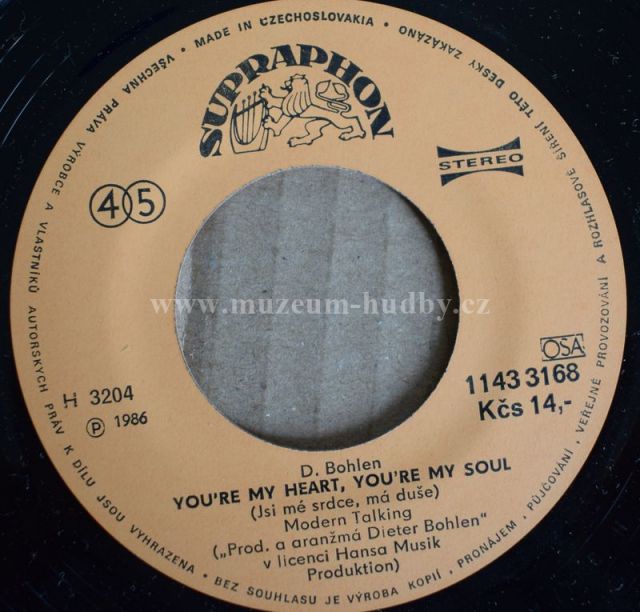 VŠECHNA PRÁVA VÝROBCE A VLASTNÍKŮ AUTORSKÝCH PRÁV K DÍLU JSOU VYHRAZENA • BEZ SOUHLASU JE VÝROBA KOPIÍ, PRONÁJEM, PŮJČOVÁNÍ, VEŘEJNÉ PROVOZOVÁNÍ A ROZHLASOVÉ ŠÍŘENÍ TÉTO DESKY ZAKÁZÁNO • MADE IN CZECHOSLOVAKIA •
SUPRAPHON
STEREO
45
www.muzeum-hudby.cz
OSA
H 3204
1143 3168
Ⓟ 1986
Kčs 14,-
D. Bohlen
YOU'RE MY HEART, YOU'RE MY SOUL
(Jsi mé srdce, má duše)
Modern Talking
(„Prod. a aranžmá Dieter Bohlen"
v licenci Hansa Musik
Produktion)